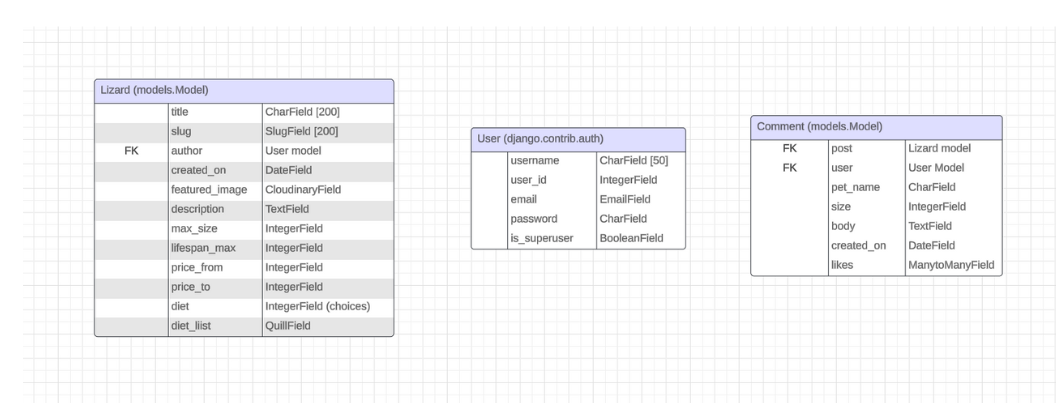 Lizard (models.Model)
title CharField [200]
slug SlugField [200]
FK author User model
created_on DateField
featured_image CloudinaryField
description TextField
max_size IntegerField
lifespan_max IntegerField
price_from IntegerField
price_to IntegerField
diet IntegerField (choices)
diet_liist QuillField
User (django.contrib.auth)
username CharField [50]
user_id IntegerField
email EmailField
password CharField
is_superuser BooleanField
Comment (models.Model)
FK post Lizard model
FK user User Model
pet_name CharField
size IntegerField
body TextField
created_on DateField
likes ManytoManyField